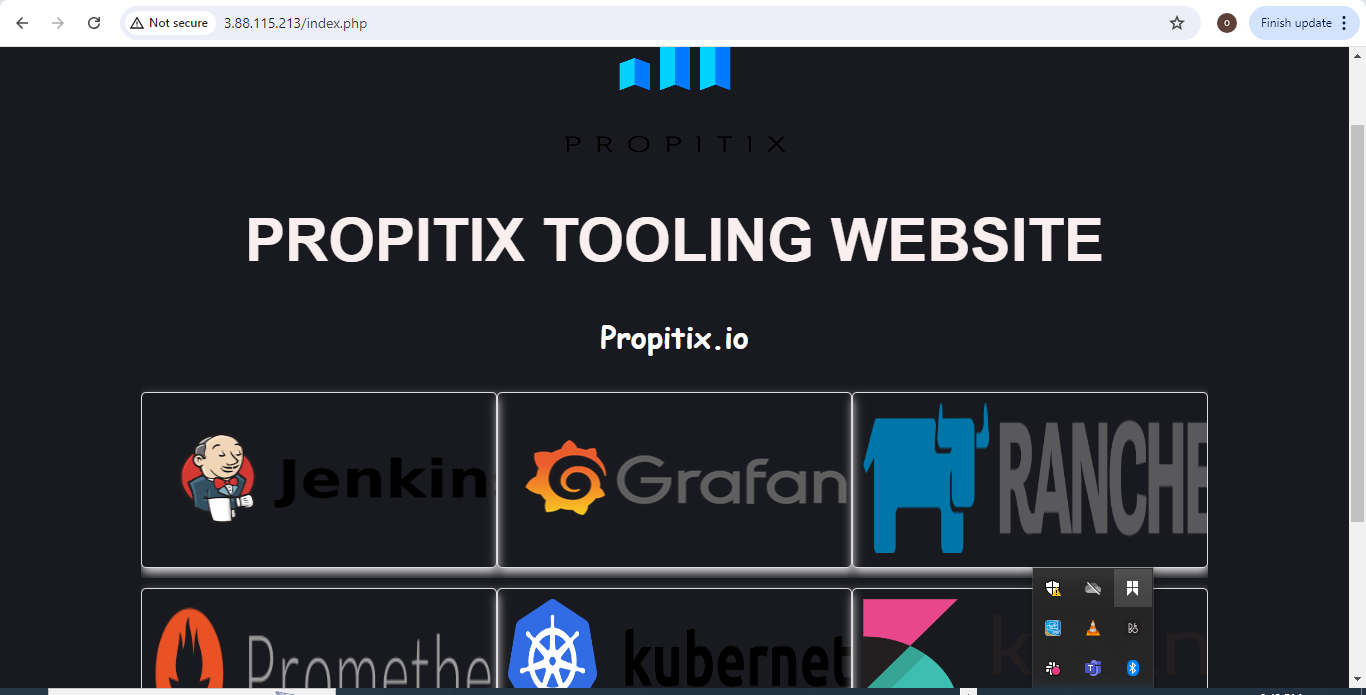 Not secure 3.88.115.213/index.php
o Finish update
PROPITIX
PROPITIX TOOLING WEBSITE
Propitix.io
Jenkin Grafan RANCHE
Promethe kubernet